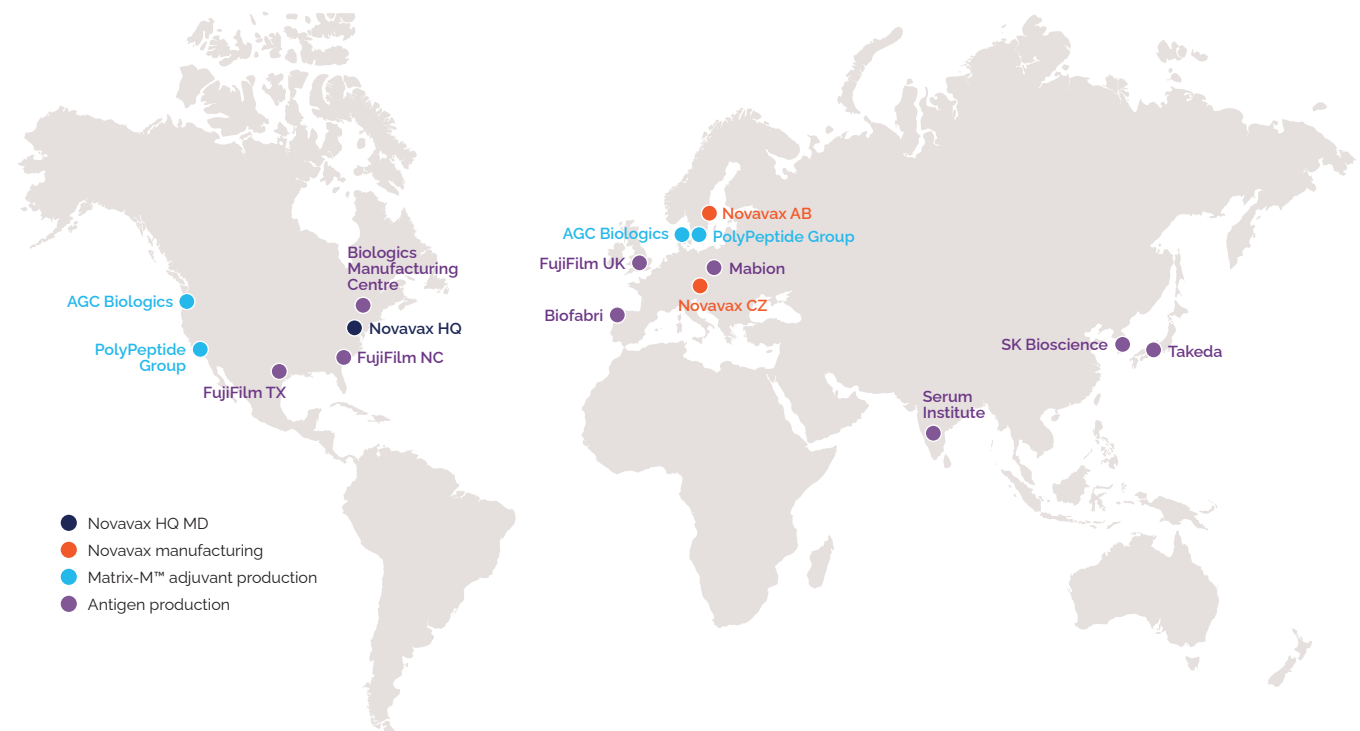 Novavax AB
AGC Biologics
PolyPeptide Group
Biologics
Manufacturing
Centre
FujiFilm UK
Mabion
AGC Biologics
Novavax CZ
Biofabri
Novavax HQ
PolyPeptide
Group
FujiFilm NC
SK Bioscience
Takeda
FujiFilm TX
Serum
Institute
Novavax HQ MD
Novavax manufacturing
Matrix-M™ adjuvant production
Antigen production